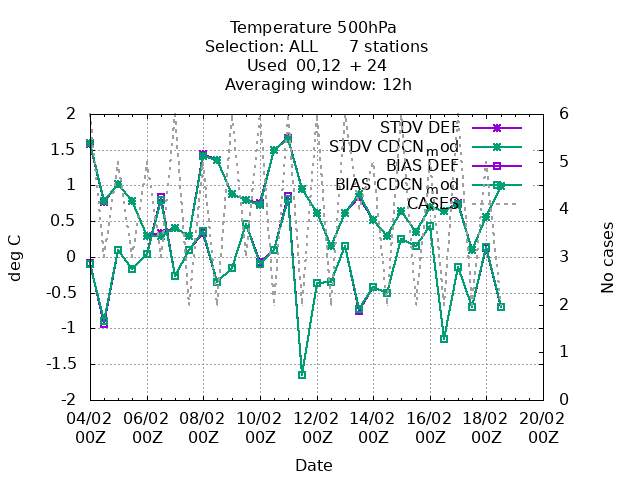 Temperature 500hPa
Selection: ALL 7 stations
Used 00,12 + 24
Averaging window: 12h
STDV DEF
STDV CDCN_mod
BIAS DEF
BIAS CDCN_mod
CASES
2
1.5
1
0.5
0
-0.5
-1
-1.5
-2
deg C
6
5
4
3
2
1
0
No cases
04/02 06/02 08/02 10/02 12/02 14/02 16/02 18/02 20/02
00Z 00Z 00Z 00Z 00Z 00Z 00Z 00Z 00Z
Date